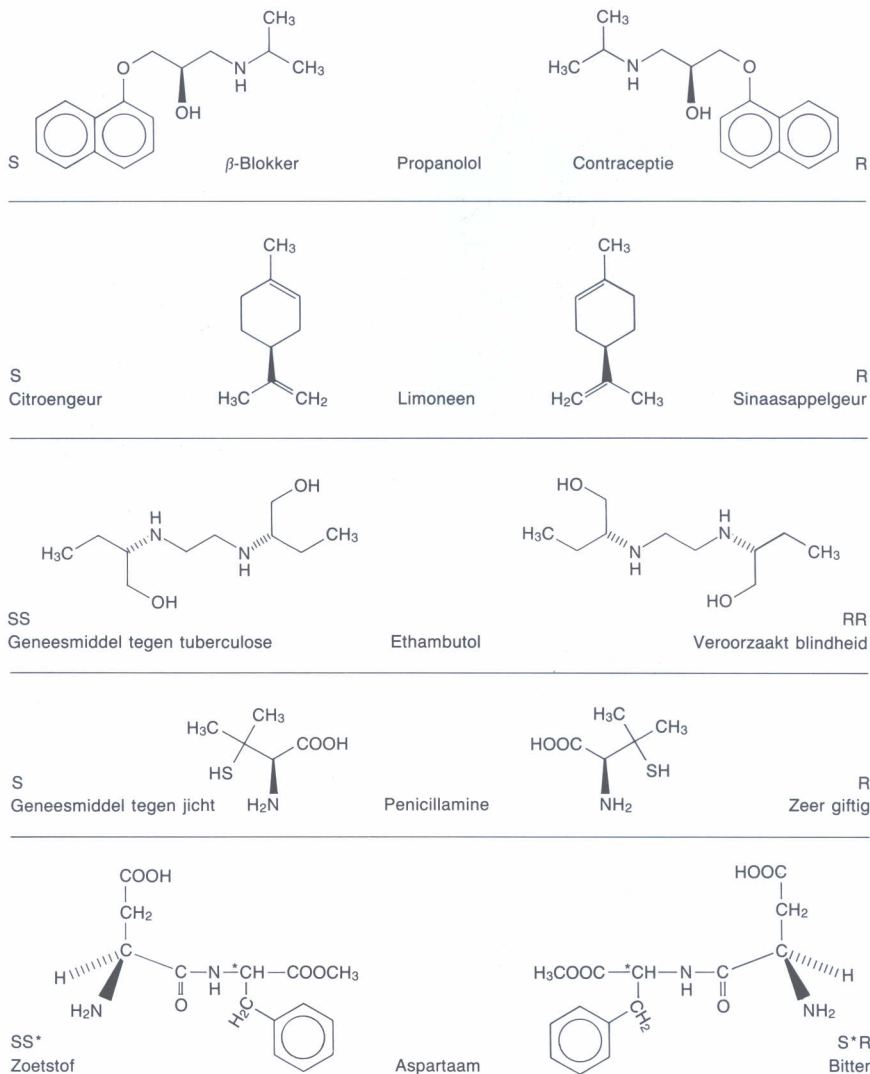 CH₃
O
N
H
CH₃
OH
S
β-Blokker
Propanolol
CH₃
CH₃
N
H
O
OH
Contraceptie
R
CH₃
H₃C
CH₂
S
Citroengeur
Limoneen
CH₃
H₂C
CH₃
R
Sinaasappelgeur
OH
H
N
CH₃
H₃C
N
H
OH
SS
Geneesmiddel tegen tuberculose
Ethambutol
HO
H
N
CH₃
N
H
CH₃
HO
RR
Veroorzaakt blindheid
CH₃
H₃C
COOH
HS
H₂N
S
Geneesmiddel tegen jicht
Penicillamine
H₃C
CH₃
HOOC
SH
NH₂
R
Zeer giftig
COOH
CH₂
C
H
C
N
H
*CH
COOCH₃
O
H₂C
H₂N
SS*
Zoetstof
Aspartaam
HOOC
CH₂
H₃COOC
C*H
N
H
C
C
H
O
CH₂
NH₂
S*R
Bitter